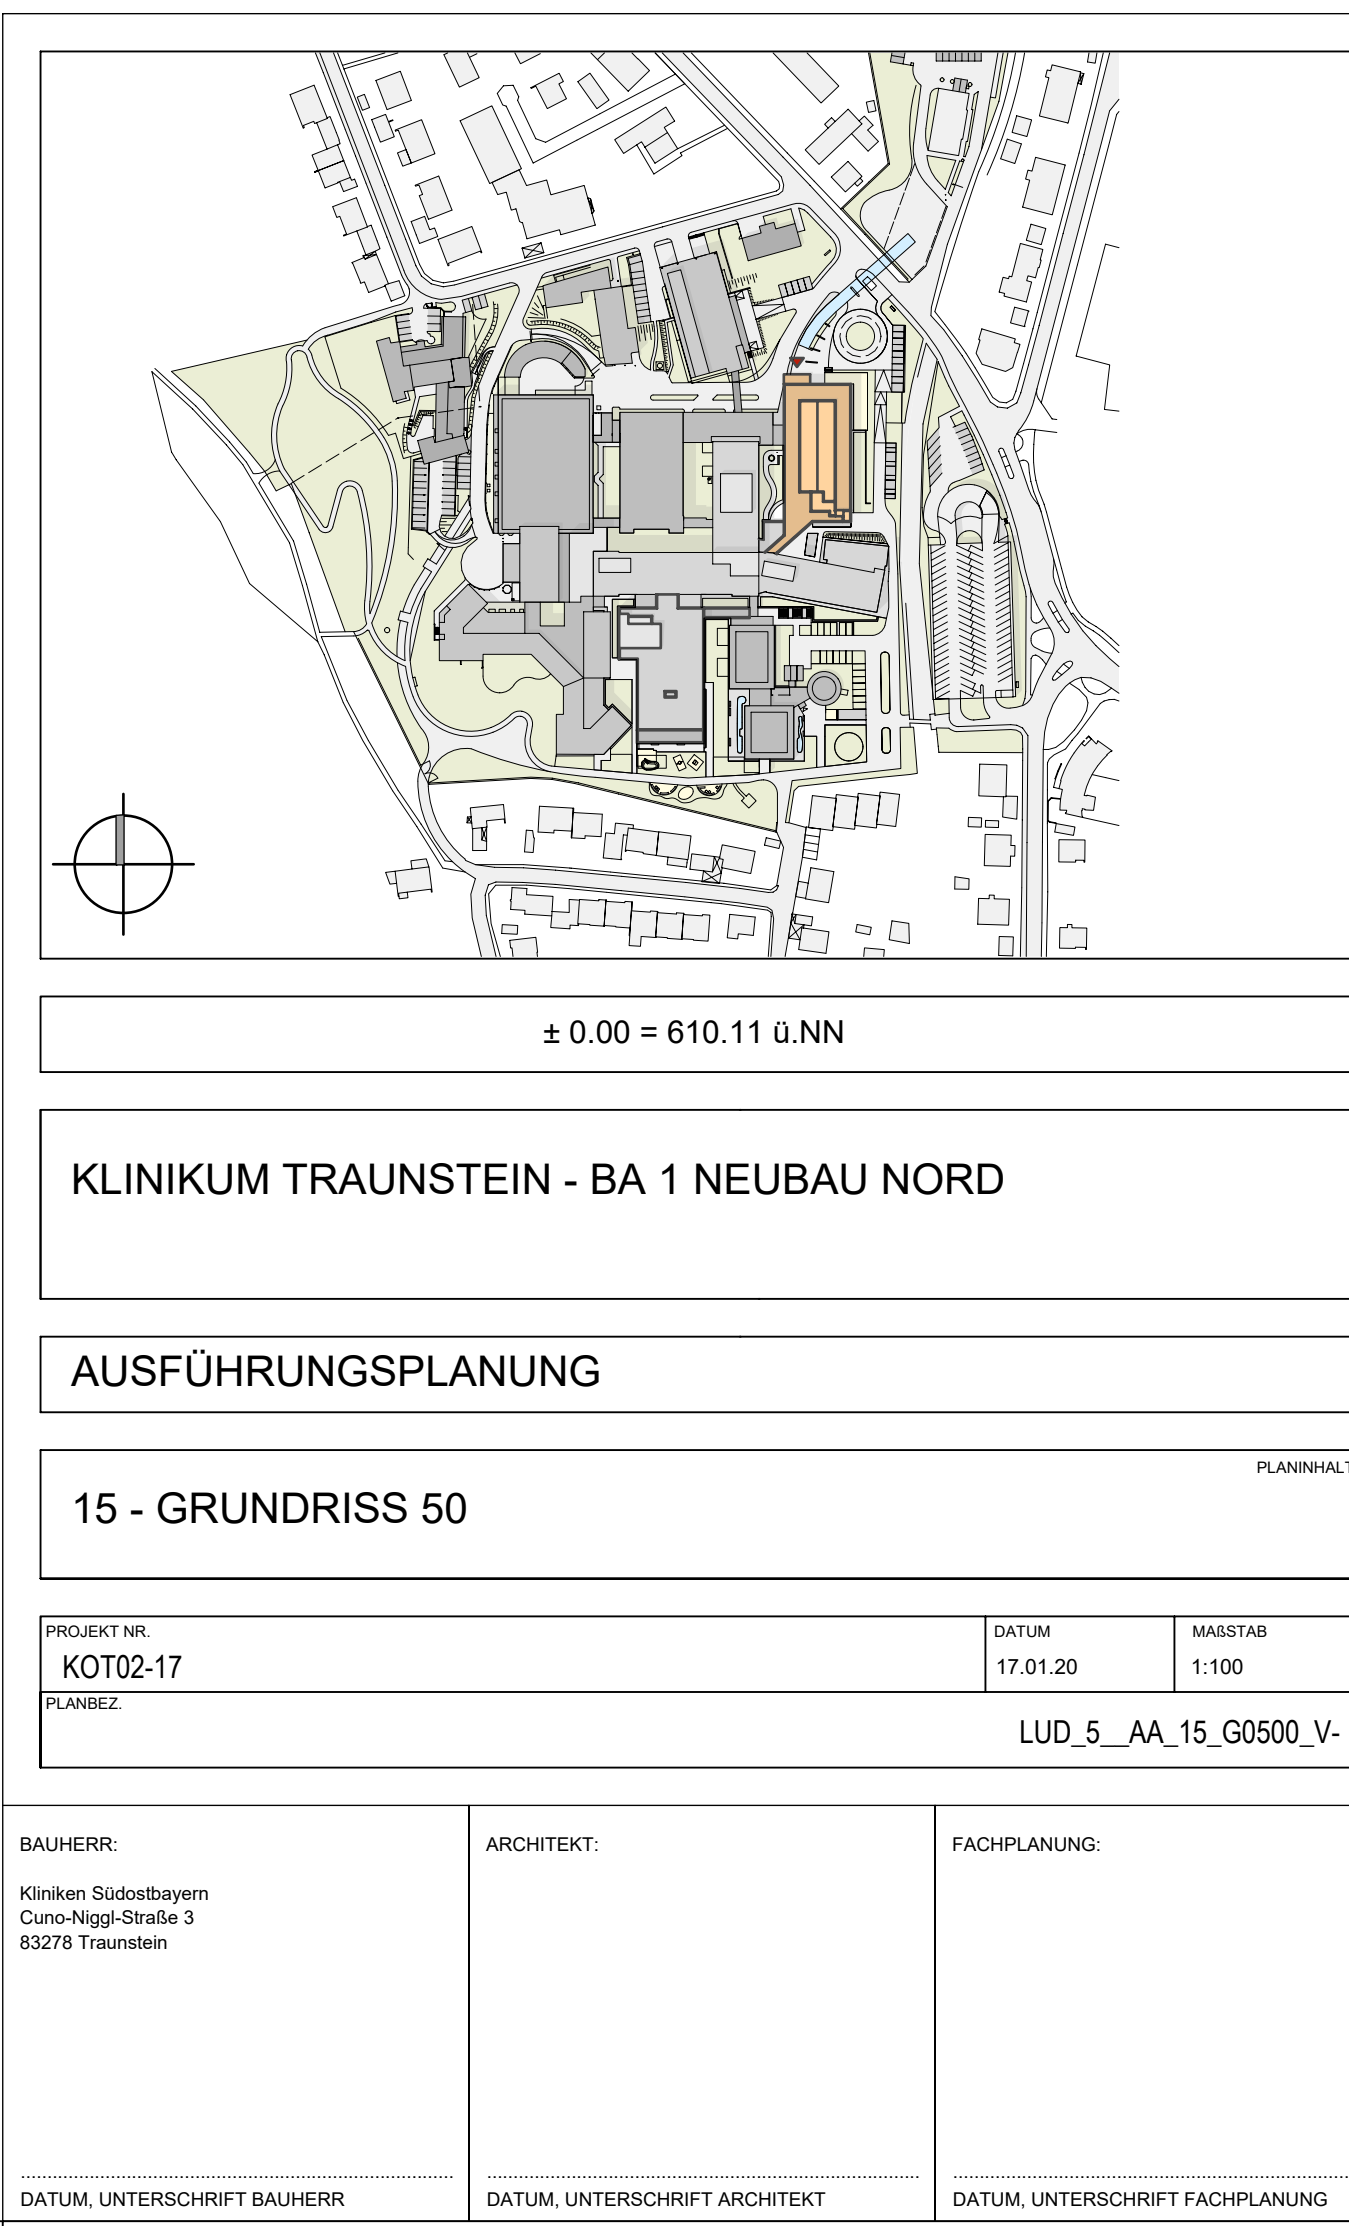 ± 0.00 = 610.11 ü.NN
KLINIKUM TRAUNSTEIN - BA 1 NEUBAU NORD
AUSFÜHRUNGSPLANUNG
PLANINHALT
15 - GRUNDRISS 50
PROJEKT NR.
KOT02-17
DATUM
17.01.20
MAßSTAB
1:100
PLANBEZ.
LUD_5__AA_15_G0500_V-
BAUHERR:
Kliniken Südostbayern
Cuno-Niggl-Straße 3
83278 Traunstein
DATUM, UNTERSCHRIFT BAUHERR
ARCHITEKT:
DATUM, UNTERSCHRIFT ARCHITEKT
FACHPLANUNG:
DATUM, UNTERSCHRIFT FACHPLANUNG